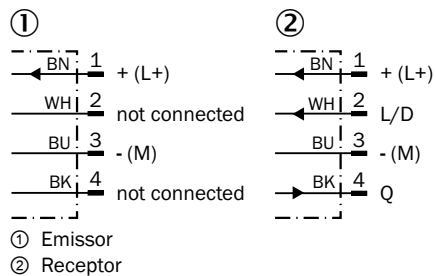 ① ②
BN 1 + (L+) BN 1 + (L+)
WH 2 not connected WH 2 L/D
BU 3 - (M) BU 3 - (M)
BK 4 not connected BK 4 Q
① Emissor
② Receptor